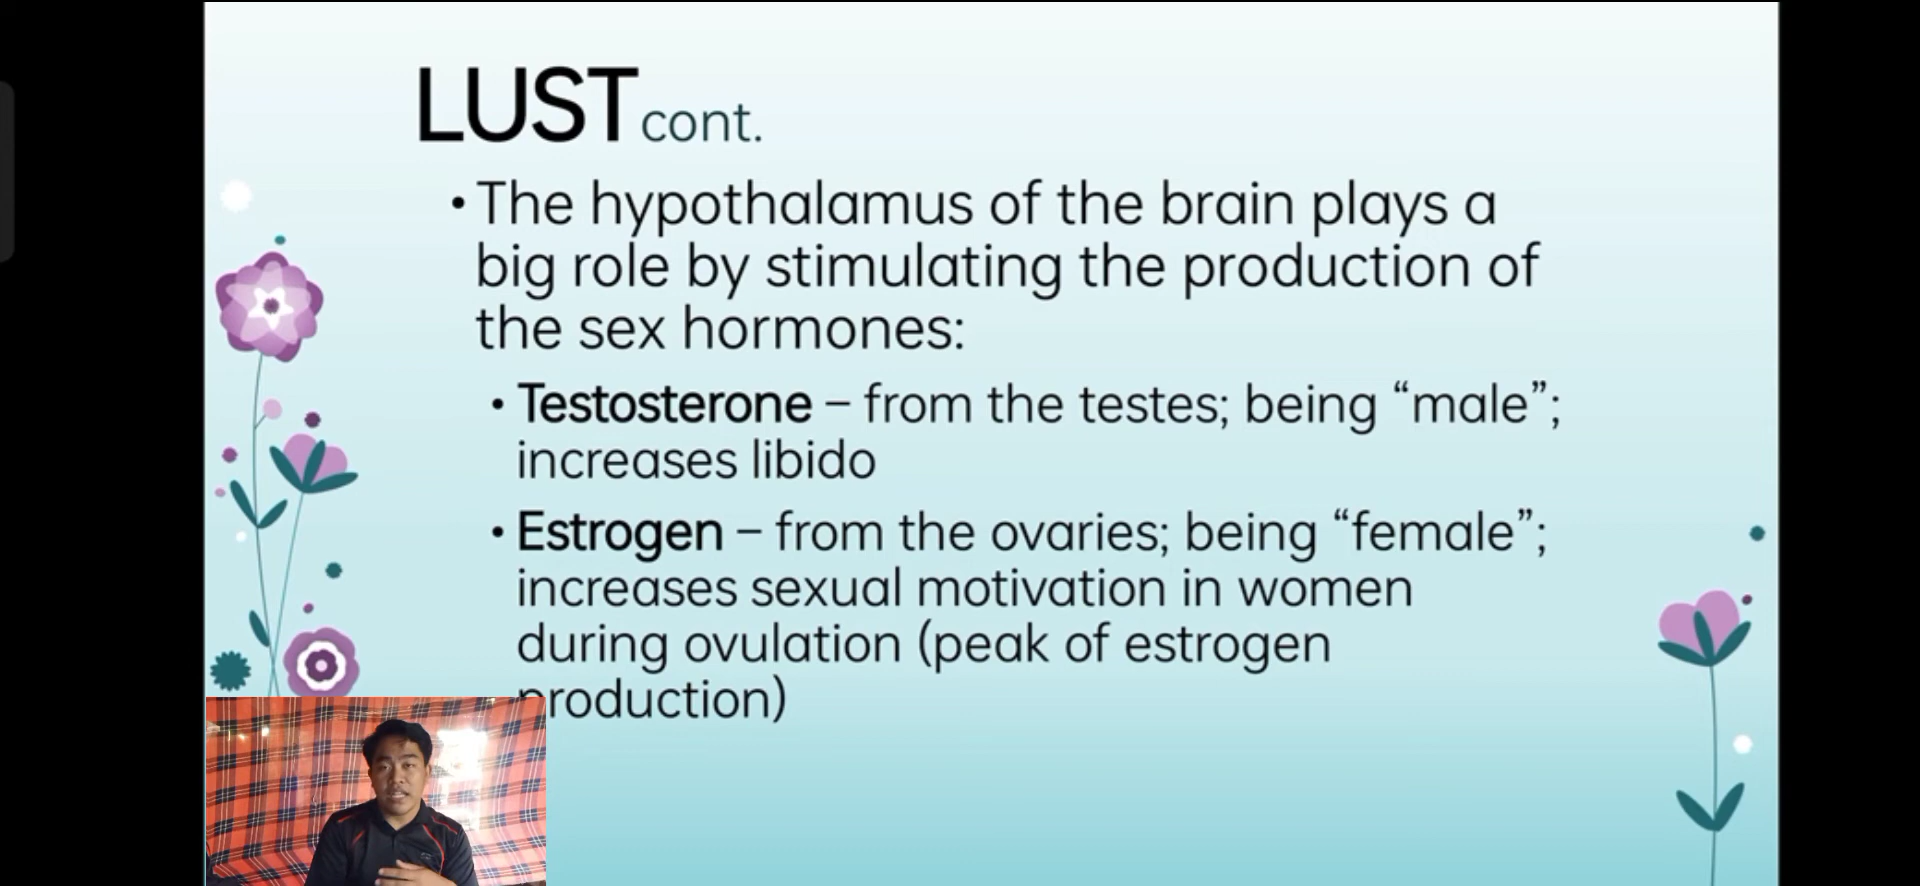 LUST cont.
• The hypothalamus of the brain plays a
big role by stimulating the production of
the sex hormones:
• Testosterone – from the testes; being “male”;
increases libido
• Estrogen – from the ovaries; being “female”;
increases sexual motivation in women
during ovulation (peak of estrogen
production)